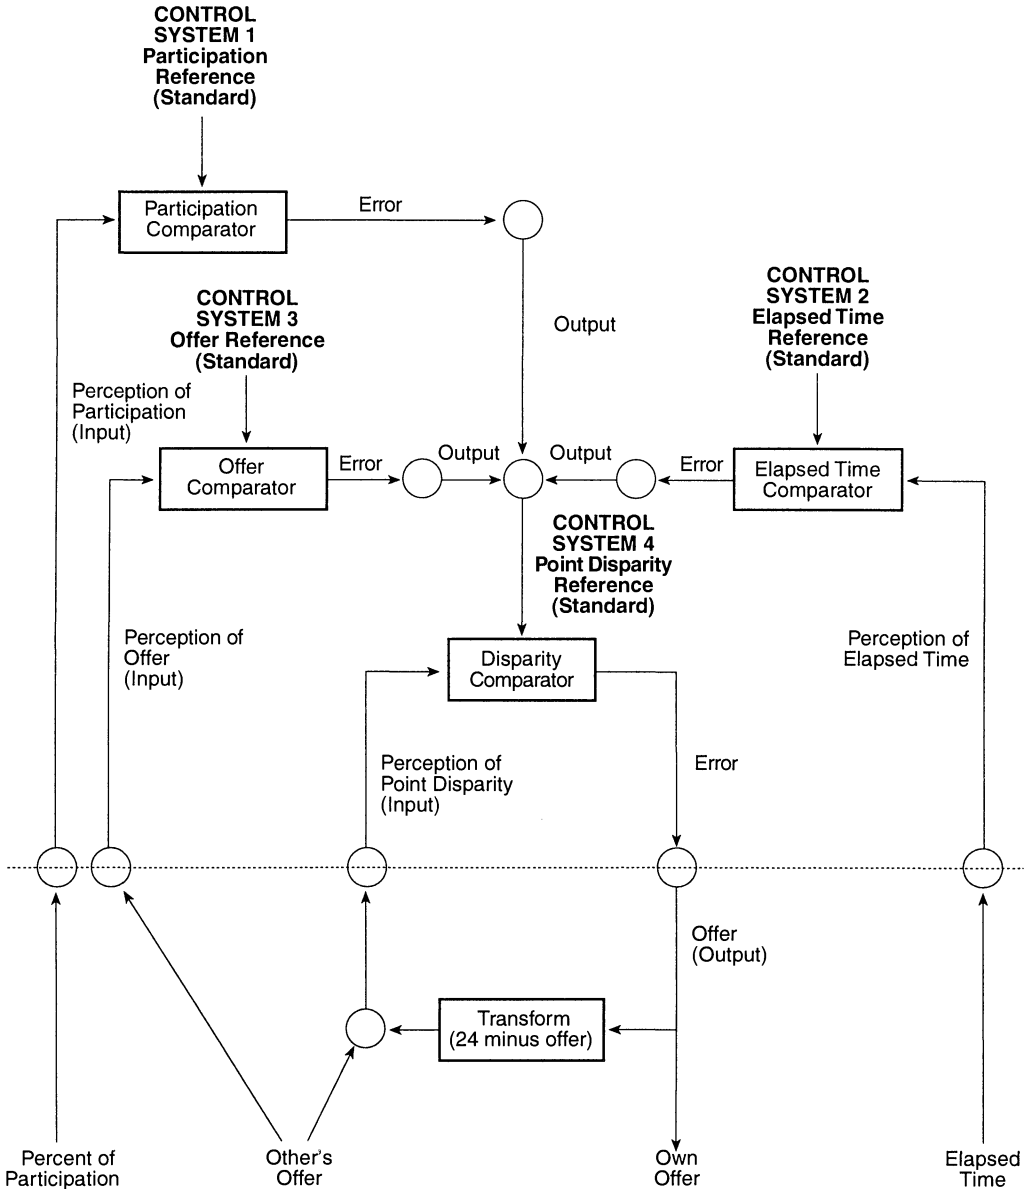 CONTROL
SYSTEM 1
Participation
Reference
(Standard)
Participation
Comparator
Error
CONTROL
SYSTEM 3
Offer Reference
(Standard)
CONTROL
SYSTEM 2
Elapsed Time
Reference
(Standard)
Output
Perception of
Participation
(Input)
Offer
Comparator
Error
Output
Output
Error
Elapsed Time
Comparator
CONTROL
SYSTEM 4
Point Disparity
Reference
(Standard)
Perception of
Offer
(Input)
Disparity
Comparator
Perception of
Elapsed Time
Perception of
Point Disparity
(Input)
Error
Offer
(Output)
Transform
(24 minus offer)
Percent of
Participation
Other's
Offer
Own
Offer
Elapsed
Time